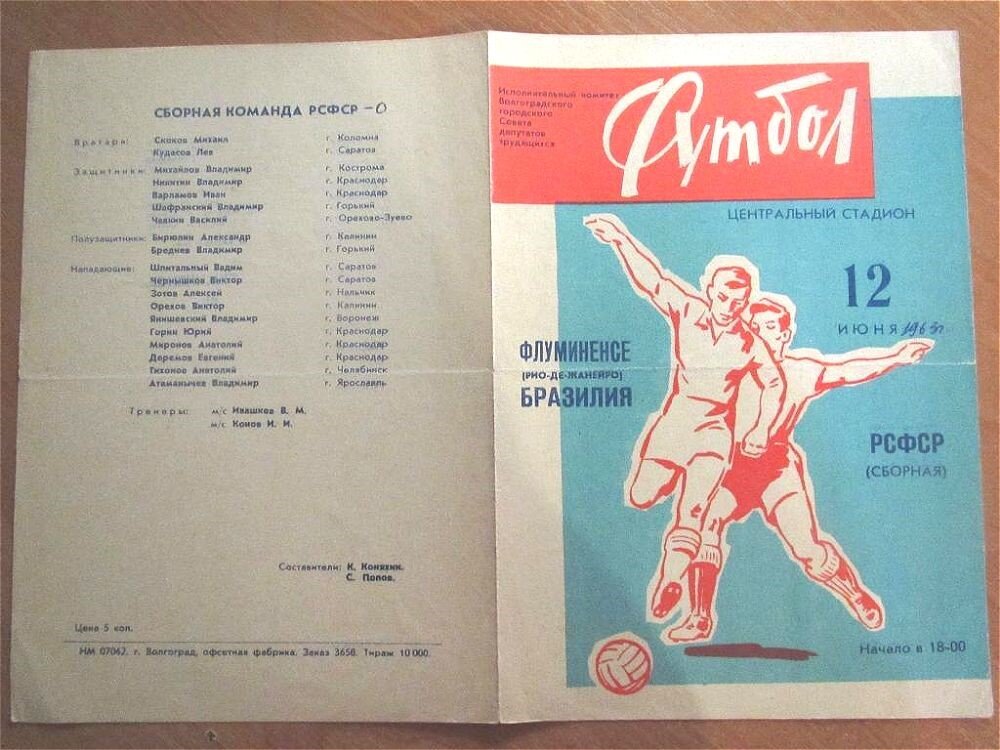 СБОРНАЯ КОМАНДА РСФСР -0
Вратари: Скоков Михаил г. Коломна
Кудасов Лев г. Саратов
Защитники: Михайлов Владимир г. Кострома
Никитин Владимир г. Краснодар
Варламов Иван г. Краснодар
Шафранский Владимир г. Горький
Чалкин Василий г. Орехово-Зуево
Полузащитники: Бирюлин Александр г. Калинин
Бреднев Владимир г. Горький
Нападающие: Шпитальный Вадим г. Саратов
Чернышков Виктор г. Саратов
Зотов Алексей г. Нальчик
Орехов Виктор г. Калинин
Янишевский Владимир г. Воронеж
Горин Юрий г. Краснодар
Миронов Анатолий г. Краснодар
Доремов Евгений г. Краснодар
Тихонов Анатолий г. Челябинск
Атаманычев Владимир г. Ярославль
Тренеры: м/с Ивашков В. М.
м/с Конов И. И.
Составители: К. Коняхин.
С. Попов.
Цена 5 коп.
НМ 07062. г. Волгоград, офсетная фабрика. Заказ 3658. Тираж 10 000.
Исполнительный комитет
Волгоградского
городского
Совета
депутатов
трудящихся
Футбол
ЦЕНТРАЛЬНЫЙ СТАДИОН
12
ИЮНЯ 1963г.
ФЛУМИНЕНСЕ
(РИО-ДЕ-ЖАНЕЙРО)
БРАЗИЛИЯ
РСФСР
(СБОРНАЯ)
Начало в 18-00